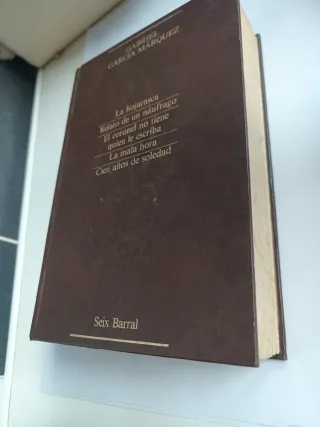 GABRIEL
GARCÍA MÁRQUEZ
La hojarasca
Relato de un náufrago
El coronel no tiene
quien le escriba
La mala hora
Cien años de soledad
Seix Barral